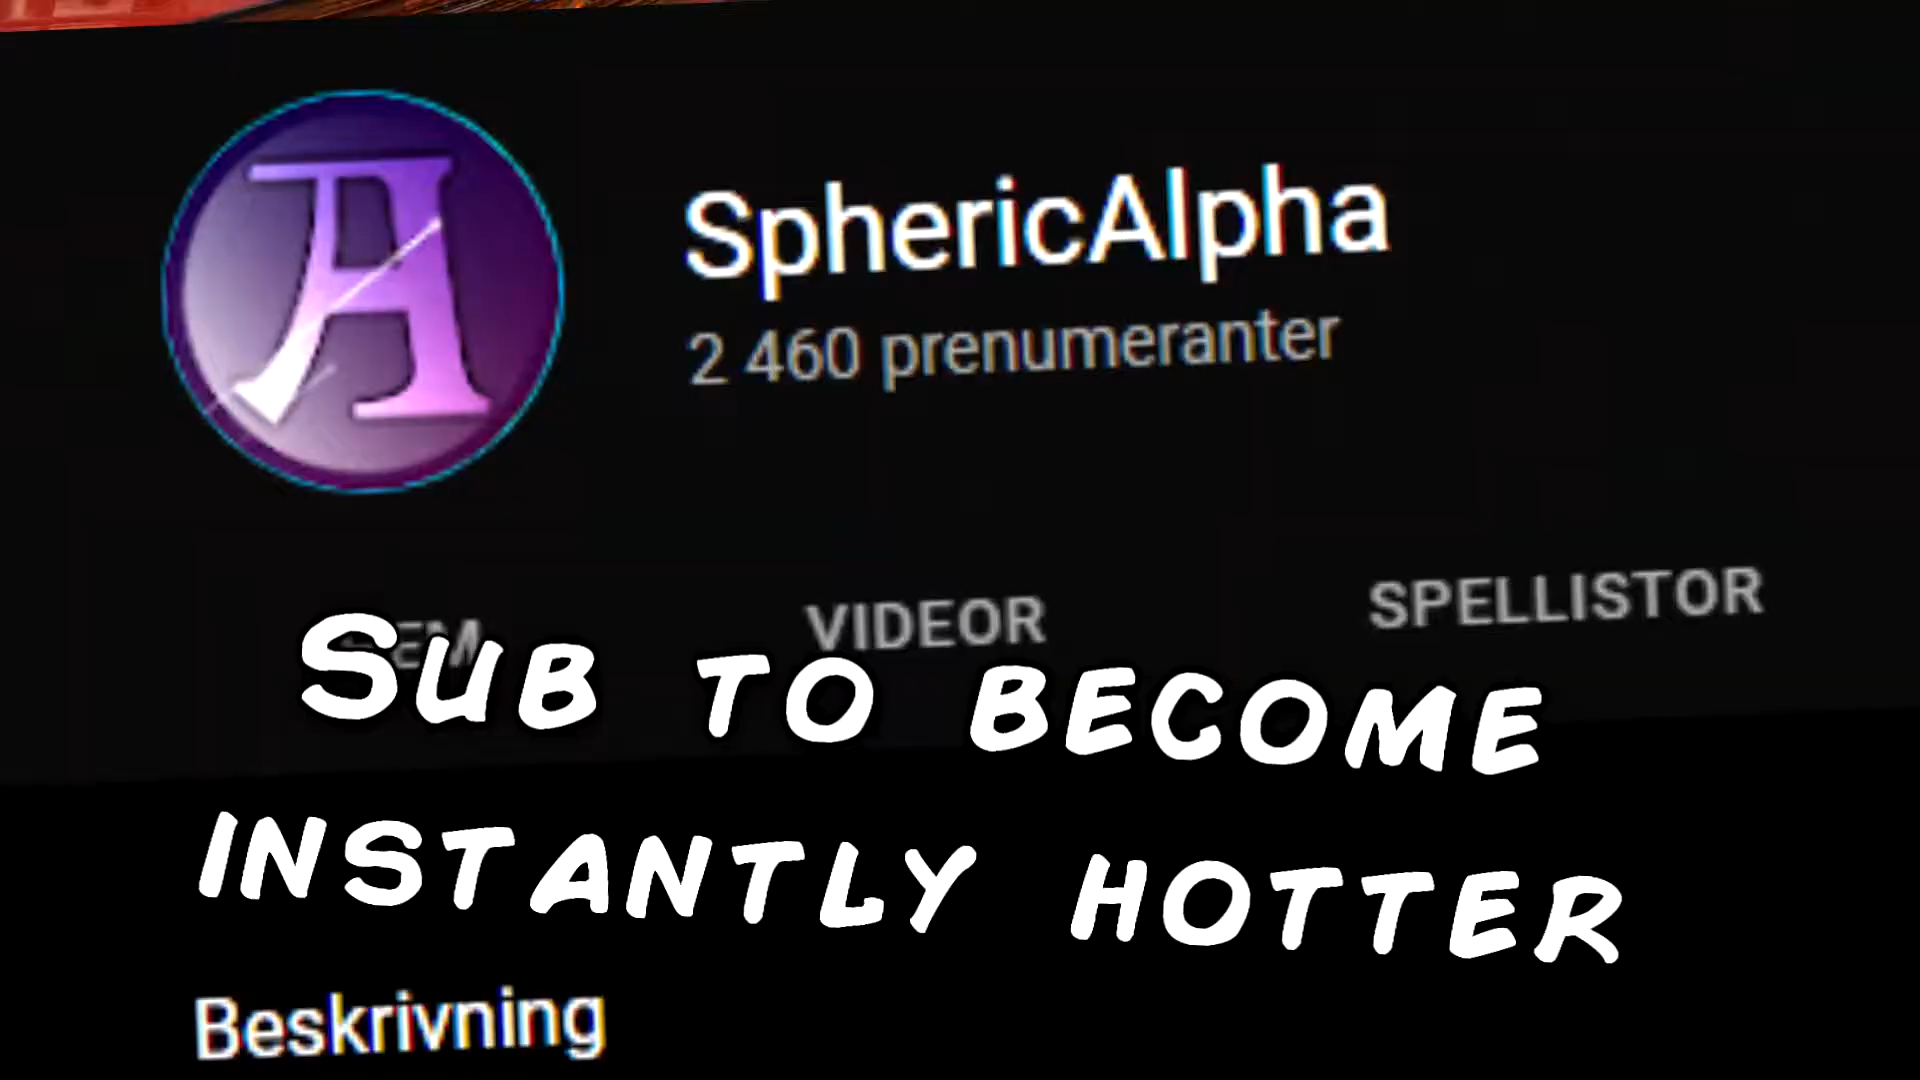 A
SphericAlpha
2 460 prenumeranter
VIDEOR
SPELLISTOR
Sub to become
instantly hotter
Beskrivning